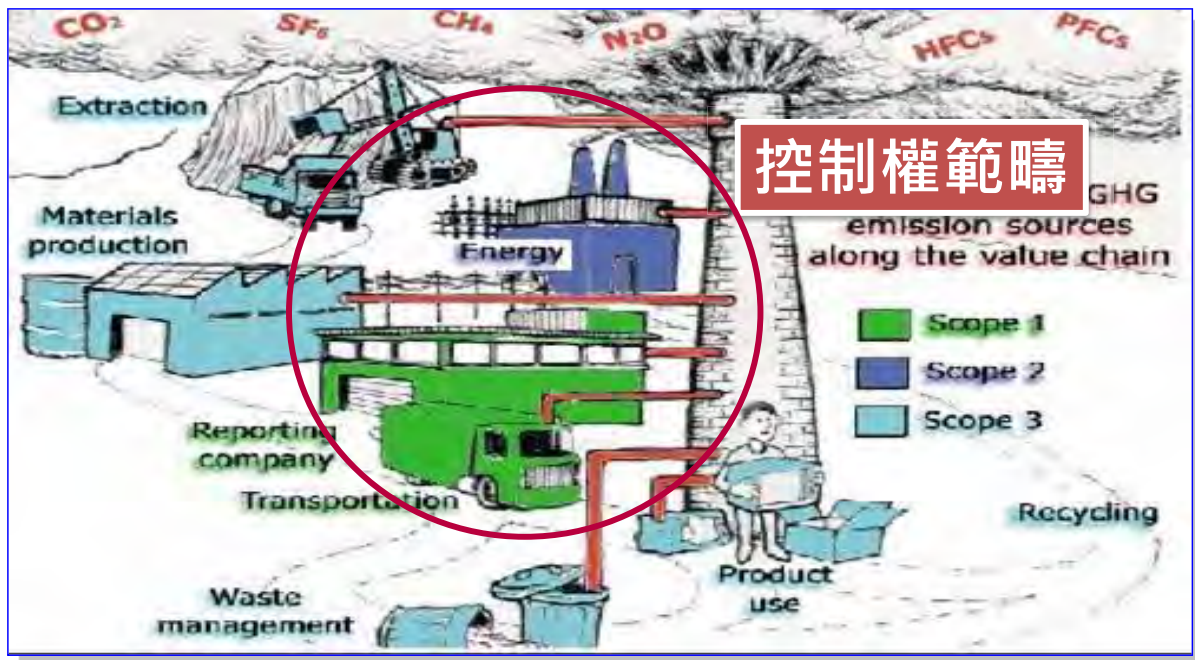 CO₂
SF₆
CH₄
N₂O
HFCs
PFCs
Extraction
控制權範疇
GHG
emission sources
along the value chain
Materials
production
Energy
Scope 1
Scope 2
Scope 3
Reporting
company
Transportation
Recycling
Product
use
Waste
management